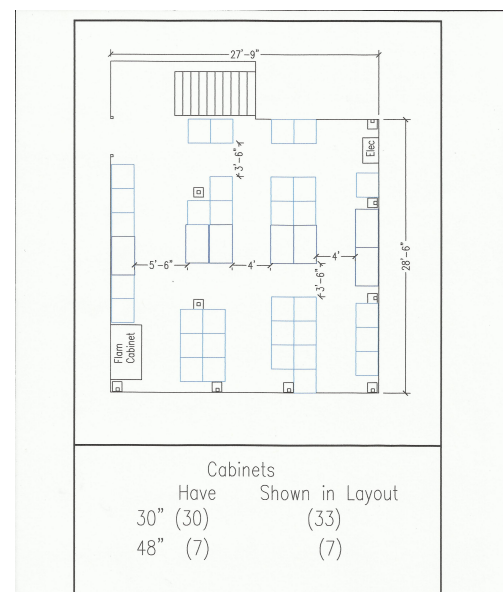 27'-9"
3'-6"
Elec
5'-6"
4'
4'
28'-6"
3'-6"
Flam
Cabinet
Cabinets
Have Shown in Layout
30" (30) (33)
48" (7) (7)